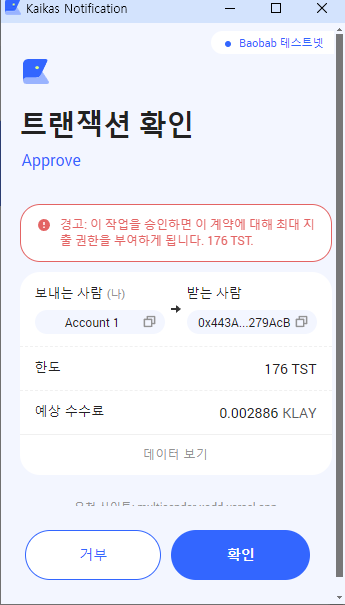 Kaikas Notification
Baobab 테스트넷
트랜잭션 확인
Approve
경고: 이 작업을 승인하면 이 계약에 대해 최대 지
출 권한을 부여하게 됩니다. 176 TST.
보내는 사람 (나) 받는 사람
Account 1 0x443A...279AcB
한도 176 TST
예상 수수료 0.002886 KLAY
데이터 보기
거부 확인